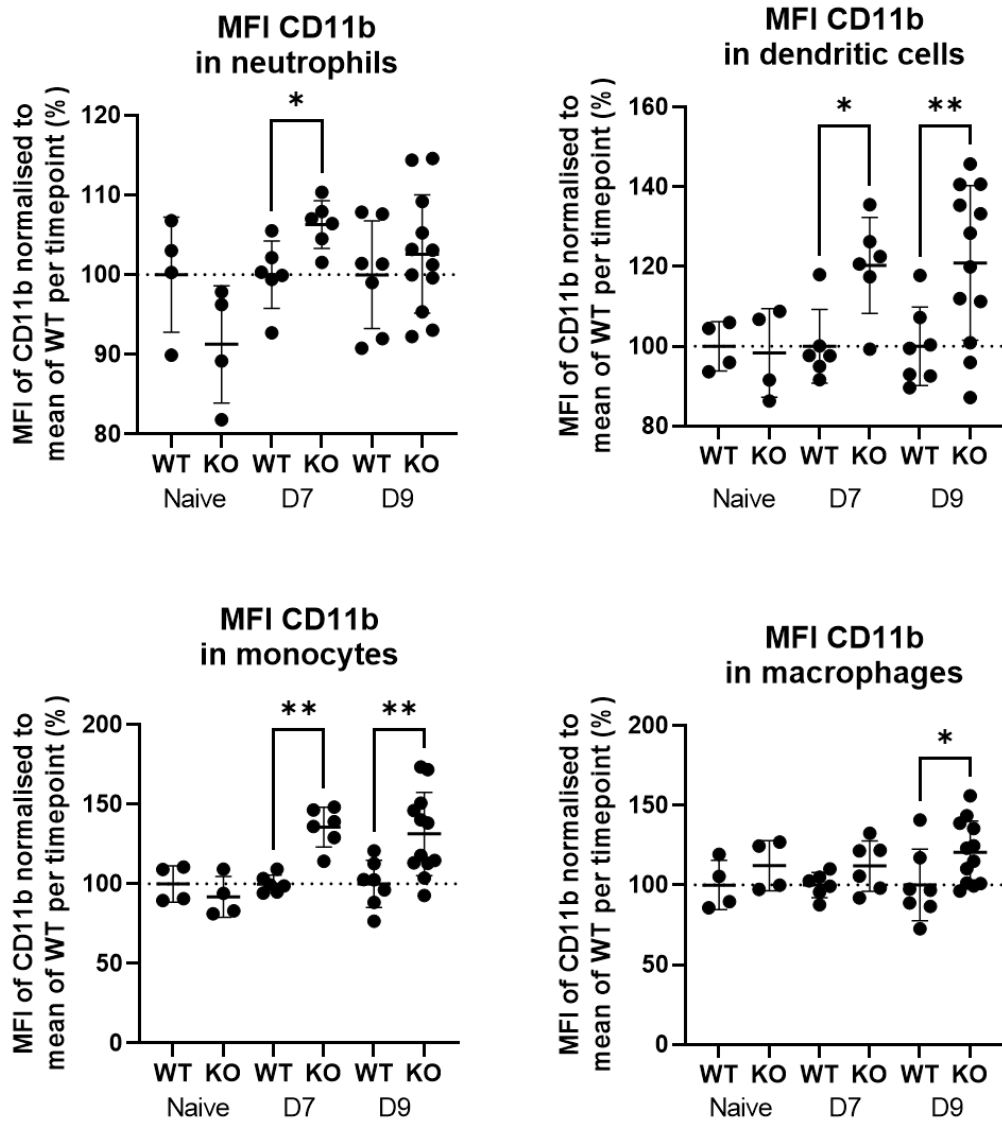 MFI CD11b
in neutrophils
MFI of CD11b normalised to
mean of WT per timepoint (%)
120
110
100
90
80
*
WT KO WT KO WT KO
Naive D7 D9
MFI CD11b
in dendritic cells
MFI of CD11b normalised to
mean of WT per timepoint (%)
160
140
120
100
80
* **
WT KO WT KO WT KO
Naive D7 D9
MFI CD11b
in monocytes
MFI of CD11b normalised to
mean of WT per timepoint (%)
200
150
100
50
0
** **
WT KO WT KO WT KO
Naive D7 D9
MFI CD11b
in macrophages
MFI of CD11b normalised to
mean of WT per timepoint (%)
200
150
100
50
0
*
WT KO WT KO WT KO
Naive D7 D9